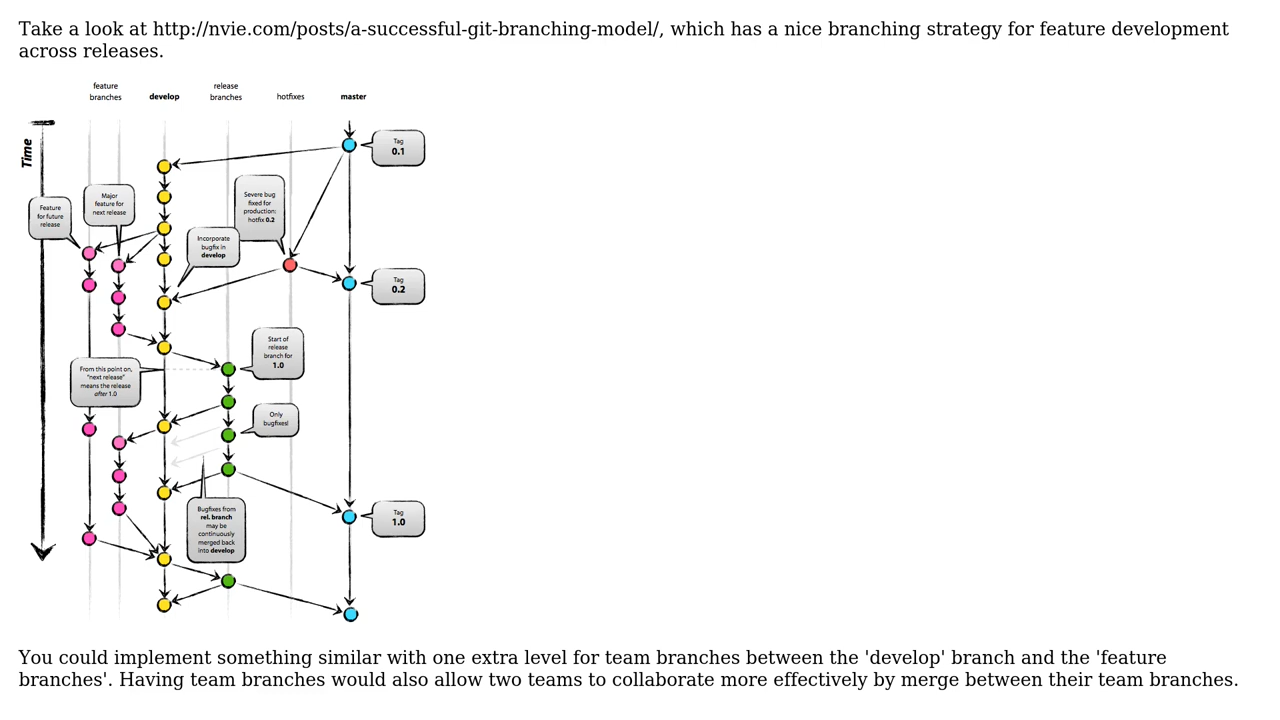 Take a look at http://nvie.com/posts/a-successful-git-branching-model/, which has a nice branching strategy for feature development
across releases.
feature
branches
develop
release
branches
hotfixes
master
Time
Tag
0.1
Major
feature for
next release
Feature
for future
release
Severe bug
fixed for
production:
hotfix 0.2
Incorporate
bugfix in
develop
Tag
0.2
Start of
release
branch for
1.0
From this point on,
"next release"
means the release
after 1.0
Only
bugfixes!
Bugfixes from
rel. branch
may be
continuously
merged back
into develop
Tag
1.0
You could implement something similar with one extra level for team branches between the 'develop' branch and the 'feature
branches'. Having team branches would also allow two teams to collaborate more effectively by merge between their team branches.